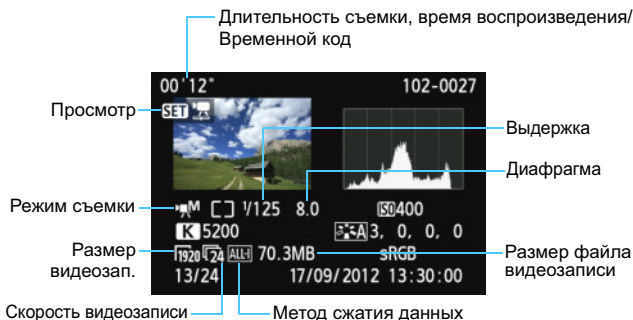 Длительность съемки, время воспроизведения/
Временной код
00'12" 102-0027
Просмотр
SET
Выдержка
Диафрагма
Режим съемки
M 1/125 8.0 ISO 400
K 5200 A 3, 0, 0, 0
Размер
видеозап.
1920 24 ALL-I 70.3MB sRGB
Размер файла
видеозаписи
13/24 17/09/2012 13:30:00
Скорость видеозаписи
Метод сжатия данных